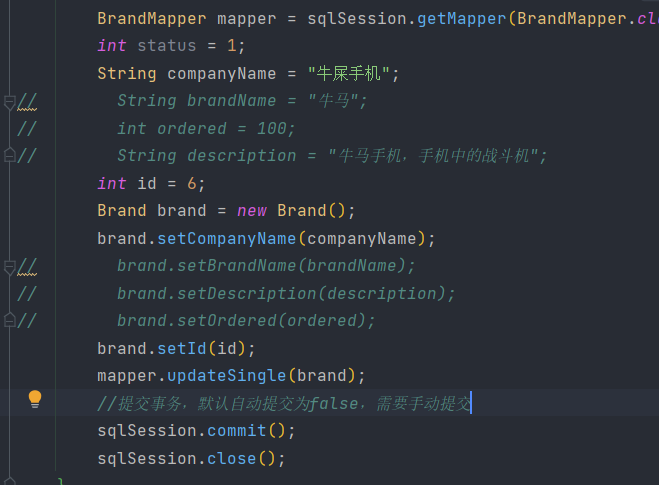 BrandMapper mapper = sqlSession.getMapper(BrandMapper.cl
int status = 1;
String companyName = "牛屎手机";
// String brandName = "牛马";
// int ordered = 100;
// String description = "牛马手机，手机中的战斗机";
int id = 6;
Brand brand = new Brand();
brand.setCompanyName(companyName);
// brand.setBrandName(brandName);
// brand.setDescription(description);
// brand.setOrdered(ordered);
brand.setId(id);
mapper.updateSingle(brand);
//提交事务，默认自动提交为false，需要手动提交
sqlSession.commit();
sqlSession.close();
}